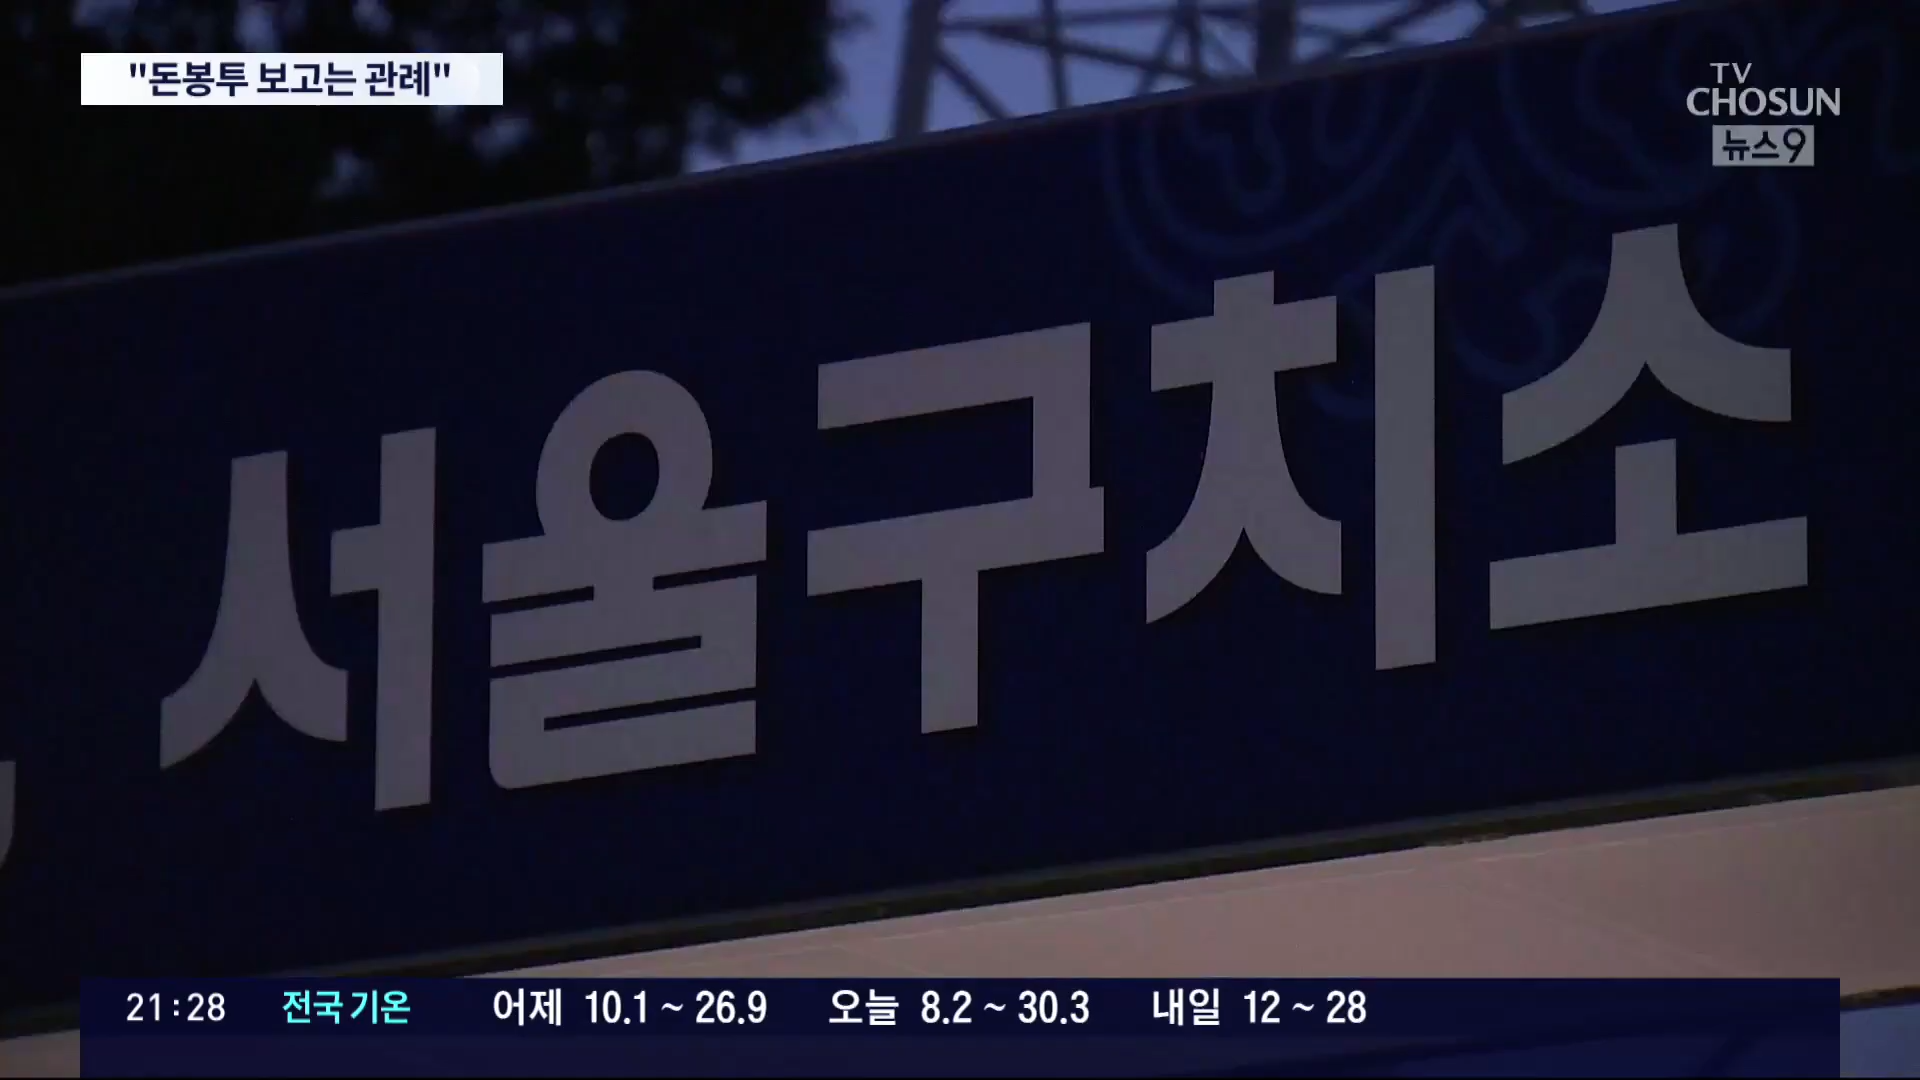 "돈봉투 보고는 관례"
TV
CHOSUN
뉴스9
서울구치소
21:28 전국 기온 어제 10.1 ~ 26.9 오늘 8.2 ~ 30.3 내일 12 ~ 28